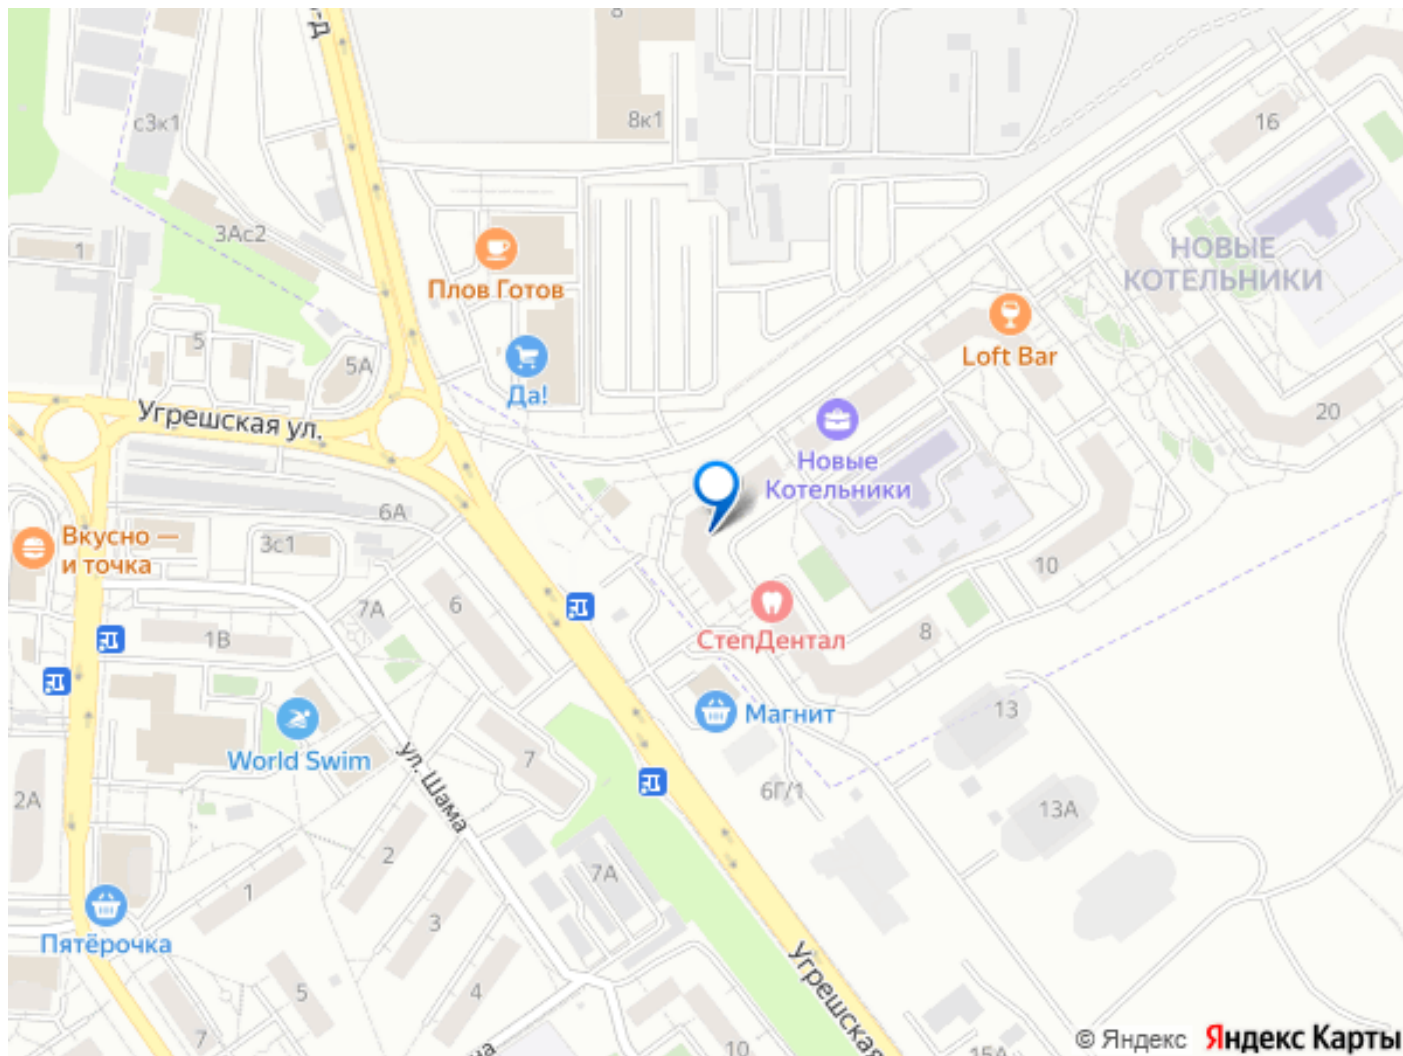 8
с3к1
8к1
16
3Ас2
1
НОВЫЕ
КОТЕЛЬНИКИ
Плов Готов
5
5А
Loft Bar
Да!
Угрешская ул.
20
Новые
Котельники
6А
3с1
Вкусно —
и точка
10
7А
6
1В
8
СтепДентал
13
Магнит
World Swim
7
ул. Шама
6Г/1
2А
13А
2
7А
1
3
Пятёрочка
5
4
Угрешская
7
10
15А
© Яндекс Яндекс Карты